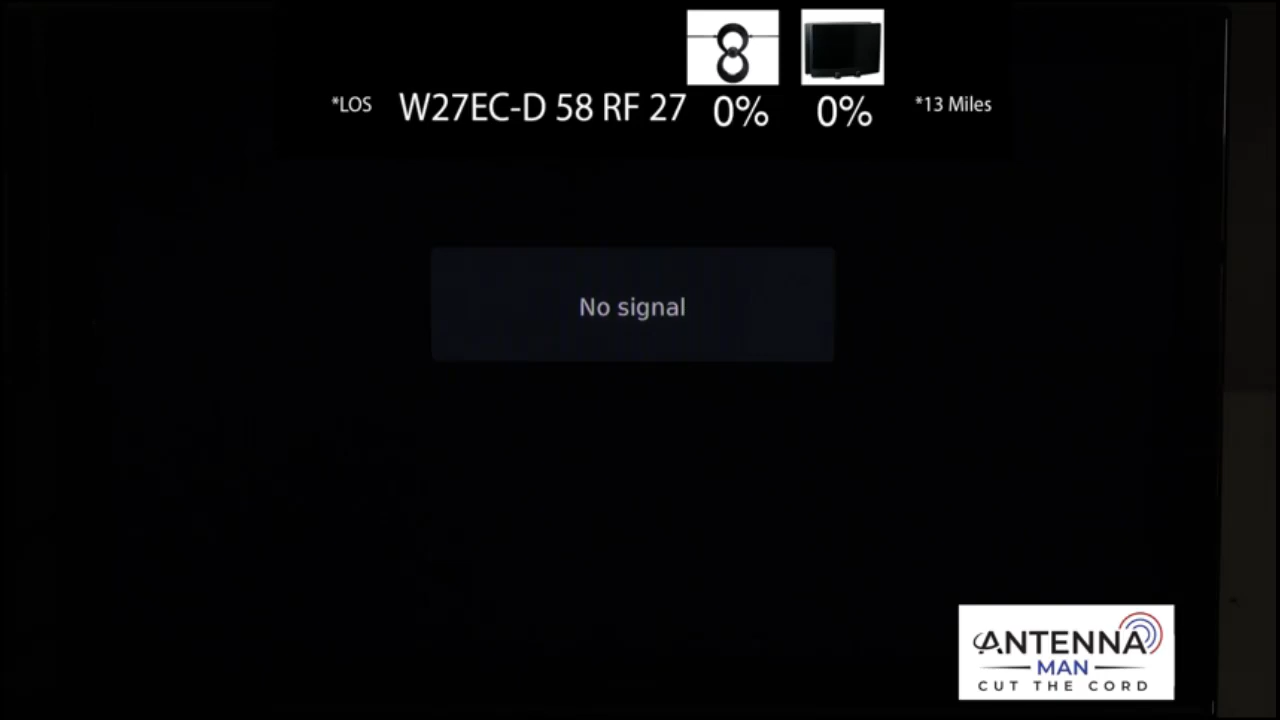 *LOS W27EC-D 58 RF 27 0% 0% *13 Miles
No signal
ANTENNA
MAN
CUT THE CORD